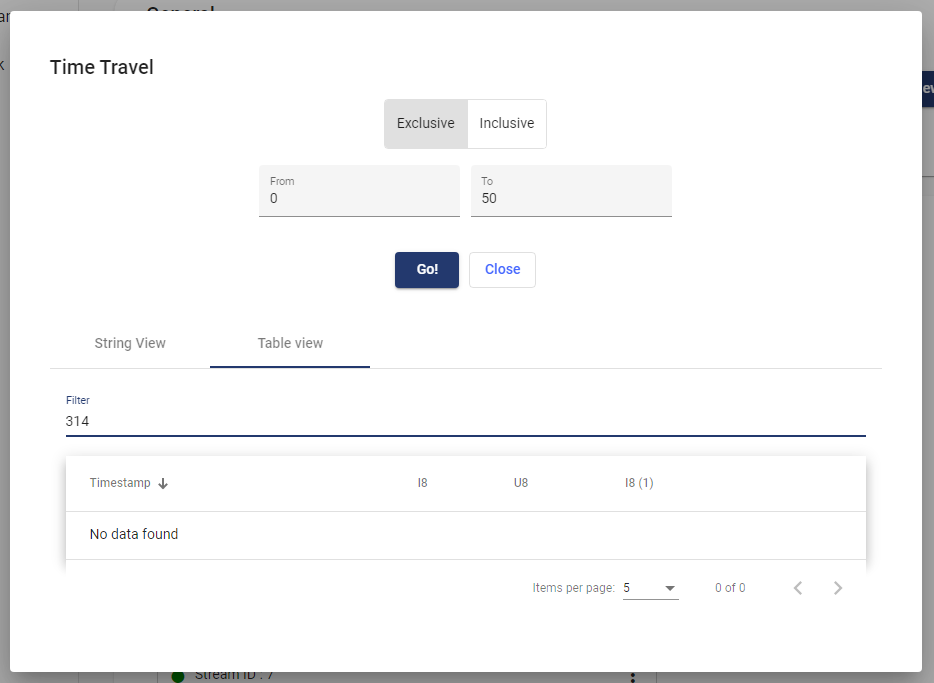 General
Time Travel
Exclusive Inclusive
From To
0 50
Go! Close
String View Table view
Filter
314
Timestamp I8 U8 I8 (1)
No data found
Items per page: 5 0 of 0
Stream ID : 7